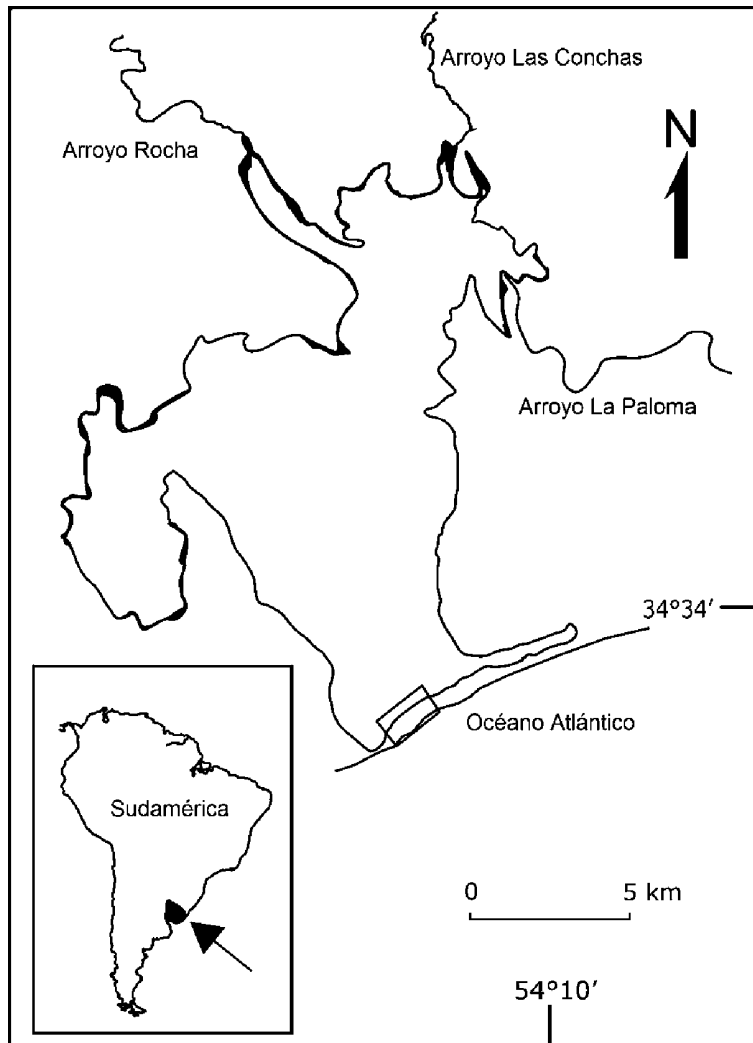 Arroyo Las Conchas
Arroyo Rocha
N
Arroyo La Paloma
34°34’
Océano Atlántico
Sudamérica
0 5 km
54°10’